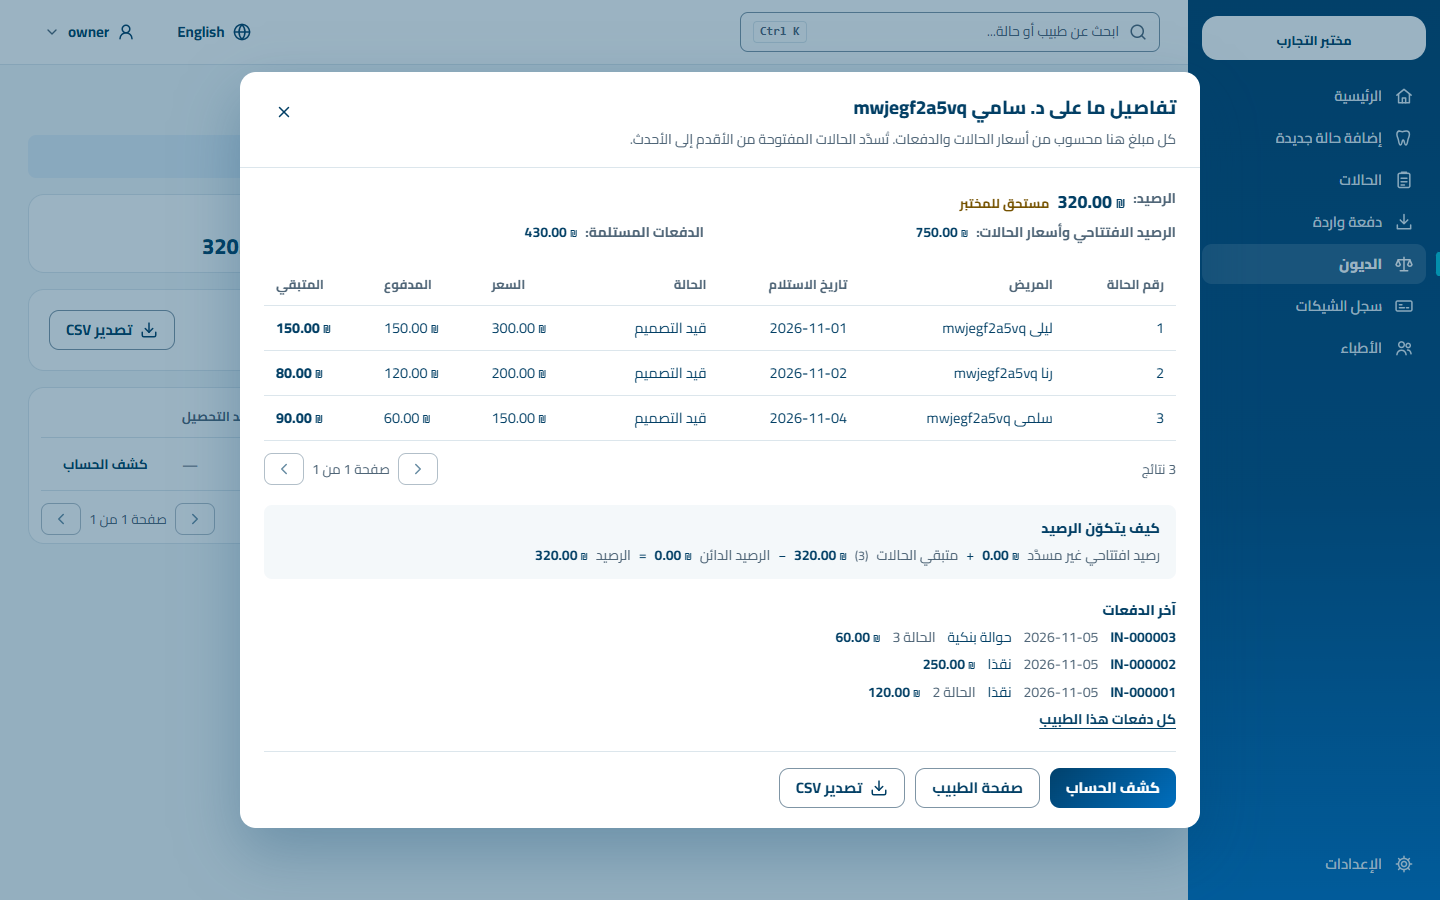 مختبر التجارب
ابحث عن طبيب أو حالة...
Ctrl K
English
owner
الرئيسية
إضافة حالة جديدة
الحالات
دفعة واردة
الديون
سجل الشيكات
الأطباء
الإعدادات
تفاصيل ما على د. سامي mwjegf2a5vq
كل مبلغ هنا محسوب من أسعار الحالات والدفعات. تُسدَّد الحالات المفتوحة من الأقدم إلى الأحدث.
الرصيد: ₪ 320.00 مستحق للمختبر
الرصيد الافتتاحي وأسعار الحالات: ₪ 750.00 الدفعات المستلمة: ₪ 430.00
رقم الحالة المريض تاريخ الاستلام الحالة السعر المدفوع المتبقي
1 ليلى mwjegf2a5vq 2026-11-01 قيد التصميم ₪ 300.00 ₪ 150.00 ₪ 150.00
2 رنا mwjegf2a5vq 2026-11-02 قيد التصميم ₪ 200.00 ₪ 120.00 ₪ 80.00
3 سلمى mwjegf2a5vq 2026-11-04 قيد التصميم ₪ 150.00 ₪ 60.00 ₪ 90.00
3 نتائج صفحة 1 من 1
كيف يتكوّن الرصيد
رصيد افتتاحي غير مسدَّد ₪ 0.00 + متبقي الحالات (3) ₪ 320.00 − الرصيد الدائن ₪ 0.00 = الرصيد ₪ 320.00
آخر الدفعات
IN-000003 2026-11-05 حوالة بنكية الحالة 3 ₪ 60.00
IN-000002 2026-11-05 نقدًا ₪ 250.00
IN-000001 2026-11-05 نقدًا الحالة 2 ₪ 120.00
كل دفعات هذا الطبيب
كشف الحساب صفحة الطبيب تصدير CSV
320.
تصدير CSV
التحصيل
— كشف الحساب
صفحة 1 من 1